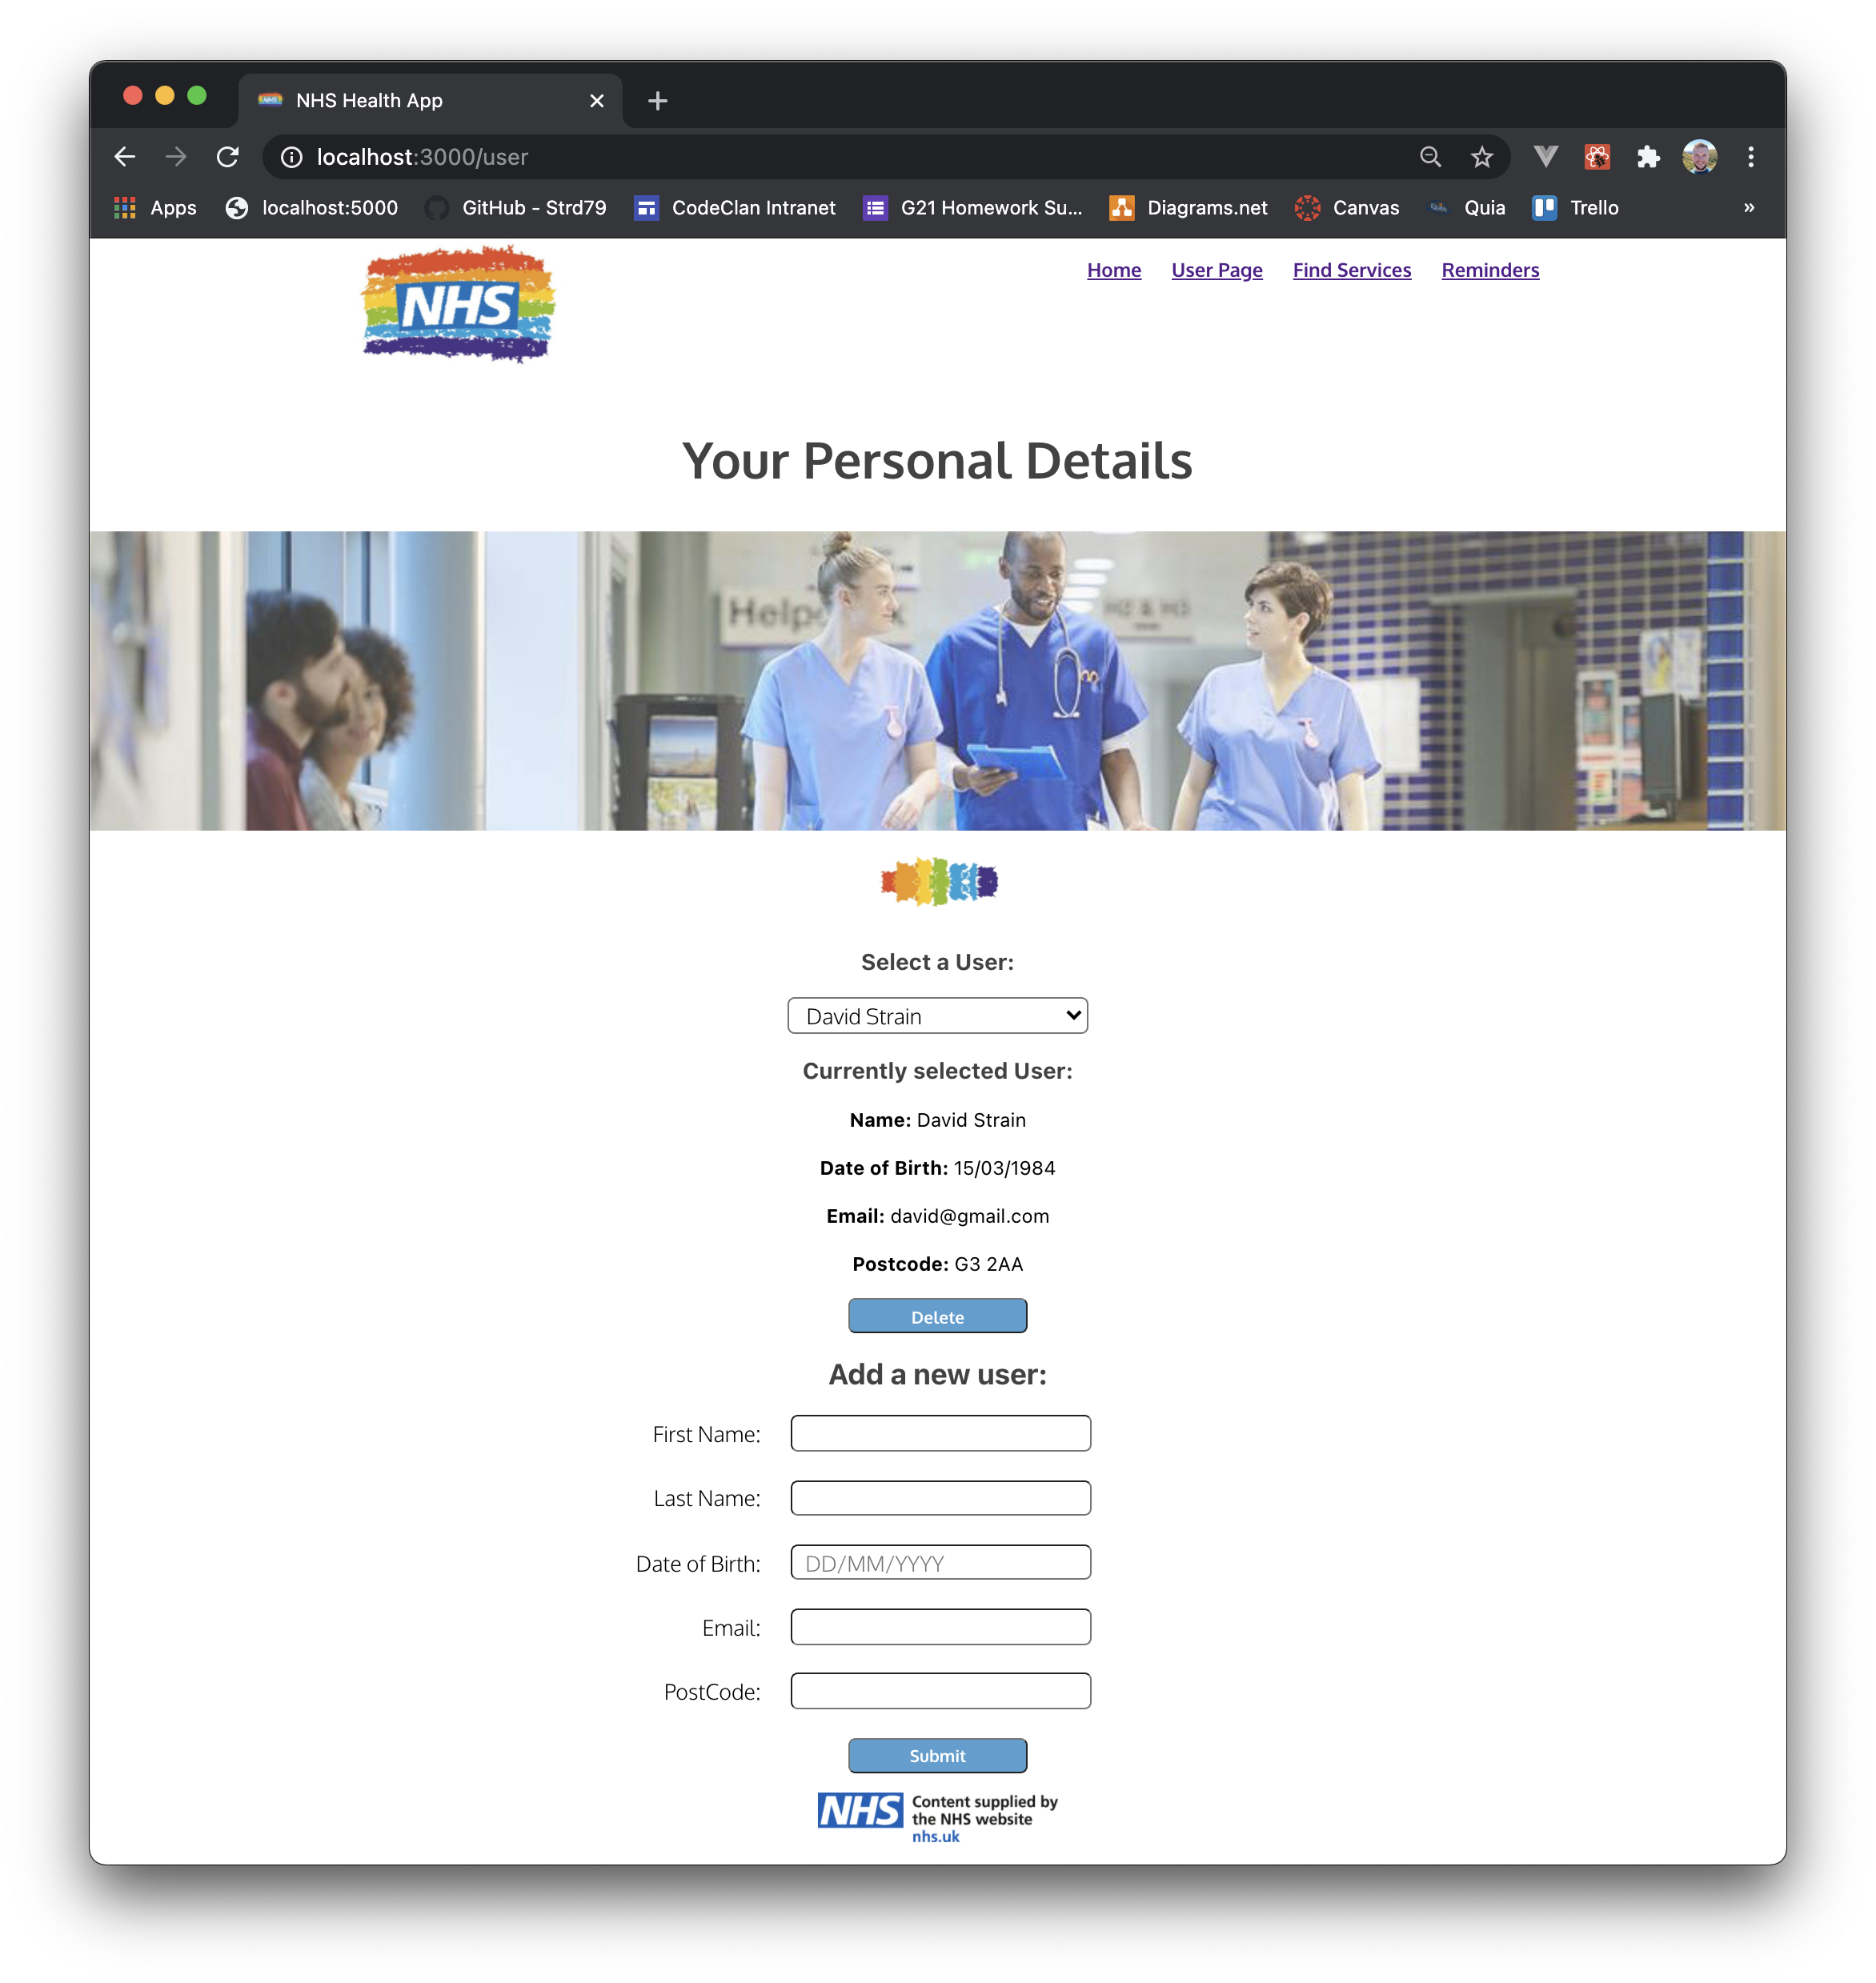 NHS Health App
localhost:3000/user
Apps
localhost:5000
GitHub - Strd79
CodeClan Intranet
G21 Homework Su...
Diagrams.net
Canvas
Quia
Trello
»
NHS
Home
User Page
Find Services
Reminders
Your Personal Details
Select a User:
David Strain
Currently selected User:
Name: David Strain
Date of Birth: 15/03/1984
Email: david@gmail.com
Postcode: G3 2AA
Delete
Add a new user:
First Name:
Last Name:
Date of Birth: DD/MM/YYYY
Email:
PostCode:
Submit
NHS Content supplied by
the NHS website
nhs.uk